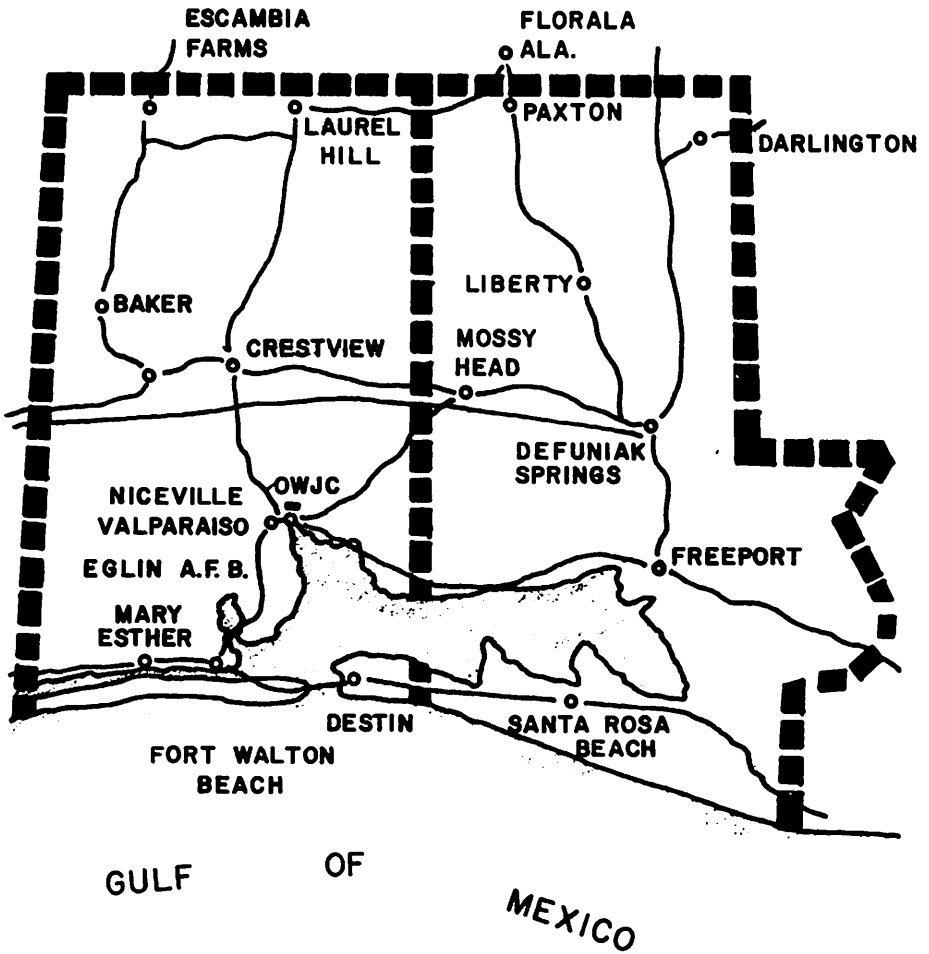 ESCAMBIA
FARMS
FLORALA
ALA.
LAUREL
HILL
PAXTON
DARLINGTON
BAKER
LIBERTY
CRESTVIEW
MOSSY
HEAD
DEFUNIAK
SPRINGS
OWJC
NICEVILLE
VALPARAISO
EGLIN A.F.B.
FREEPORT
MARY
ESTHER
DESTIN
SANTA ROSA
BEACH
FORT WALTON
BEACH
GULF OF MEXICO